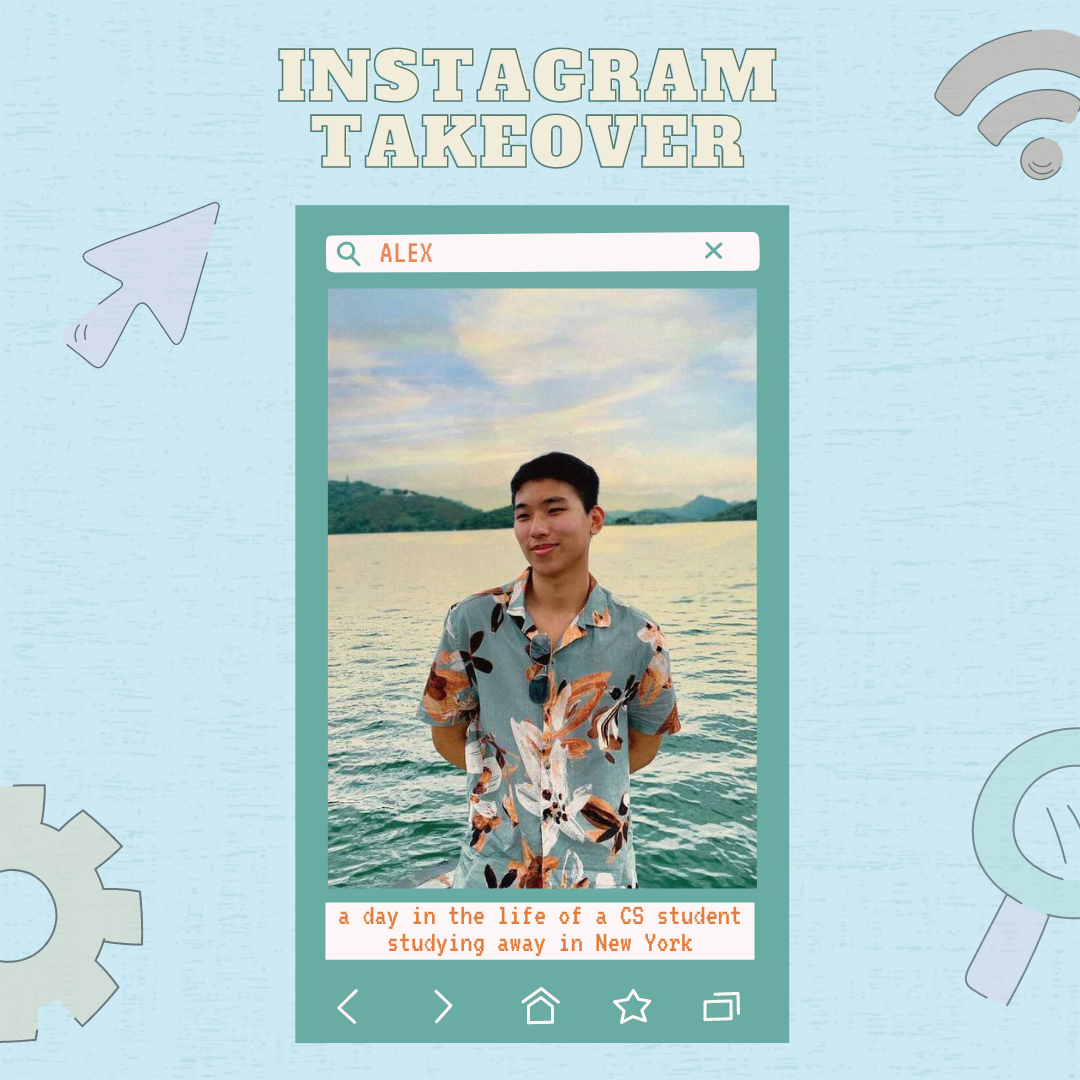 INSTAGRAM
TAKEOVER
ALEX
a day in the life of a CS student
studying away in New York